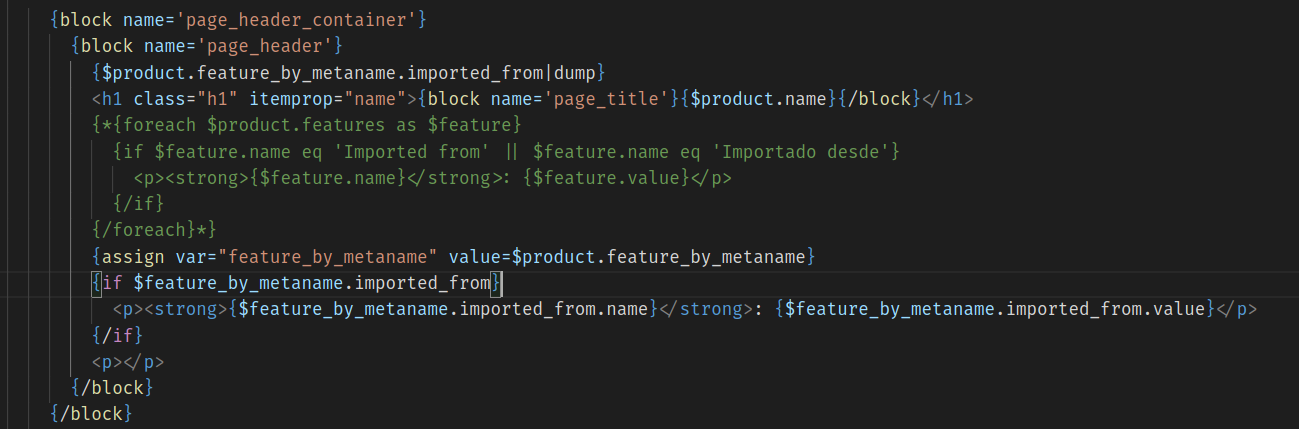 {block name='page_header_container'}
{block name='page_header'}
{$product.feature_by_metaname.imported_from|dump}
<h1 class="h1" itemprop="name">{block name='page_title'}{$product.name}{/block}</h1>
{*{foreach $product.features as $feature}
{if $feature.name eq 'Imported from' || $feature.name eq 'Importado desde'}
<p><strong>{$feature.name}</strong>: {$feature.value}</p>
{/if}
{/foreach}*}
{assign var="feature_by_metaname" value=$product.feature_by_metaname}
{if $feature_by_metaname.imported_from}
<p><strong>{$feature_by_metaname.imported_from.name}</strong>: {$feature_by_metaname.imported_from.value}</p>
{/if}
<p></p>
{/block}
{/block}